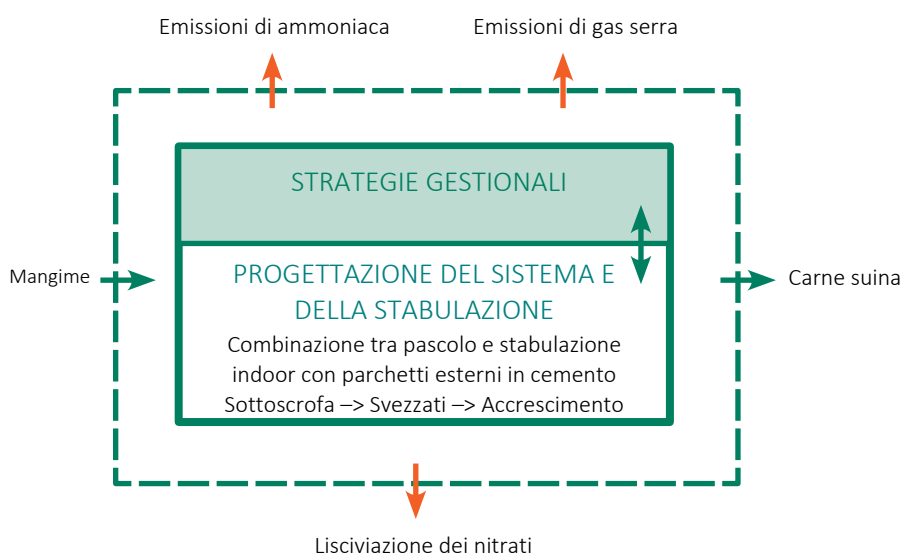 Emissioni di ammoniaca
Emissioni di gas serra
STRATEGIE GESTIONALI
Mangime
PROGETTAZIONE DEL SISTEMA E
DELLA STABULAZIONE
Carne suina
Combinazione tra pascolo e stabulazione
indoor con parchetti esterni in cemento
Sottoscrofa –> Svezzati –> Accrescimento
Lisciviazione dei nitrati